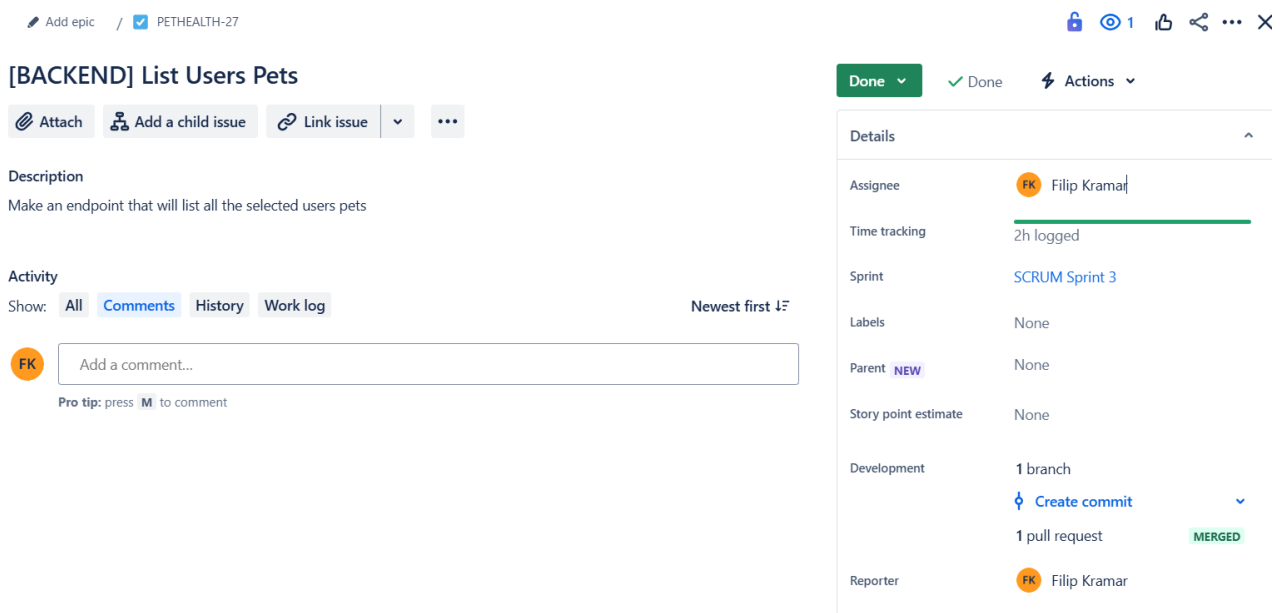 Add epic / PETHEALTH-27
1
[BACKEND] List Users Pets
Attach Add a child issue Link issue
Description
Make an endpoint that will list all the selected users pets
Activity
Show: All Comments History Work log Newest first
FK Add a comment...
Pro tip: press M to comment
Done Done Actions
Details
Assignee FK Filip Kramar
Time tracking 2h logged
Sprint SCRUM Sprint 3
Labels None
Parent NEW None
Story point estimate None
Development 1 branch
Create commit
1 pull request MERGED
Reporter FK Filip Kramar